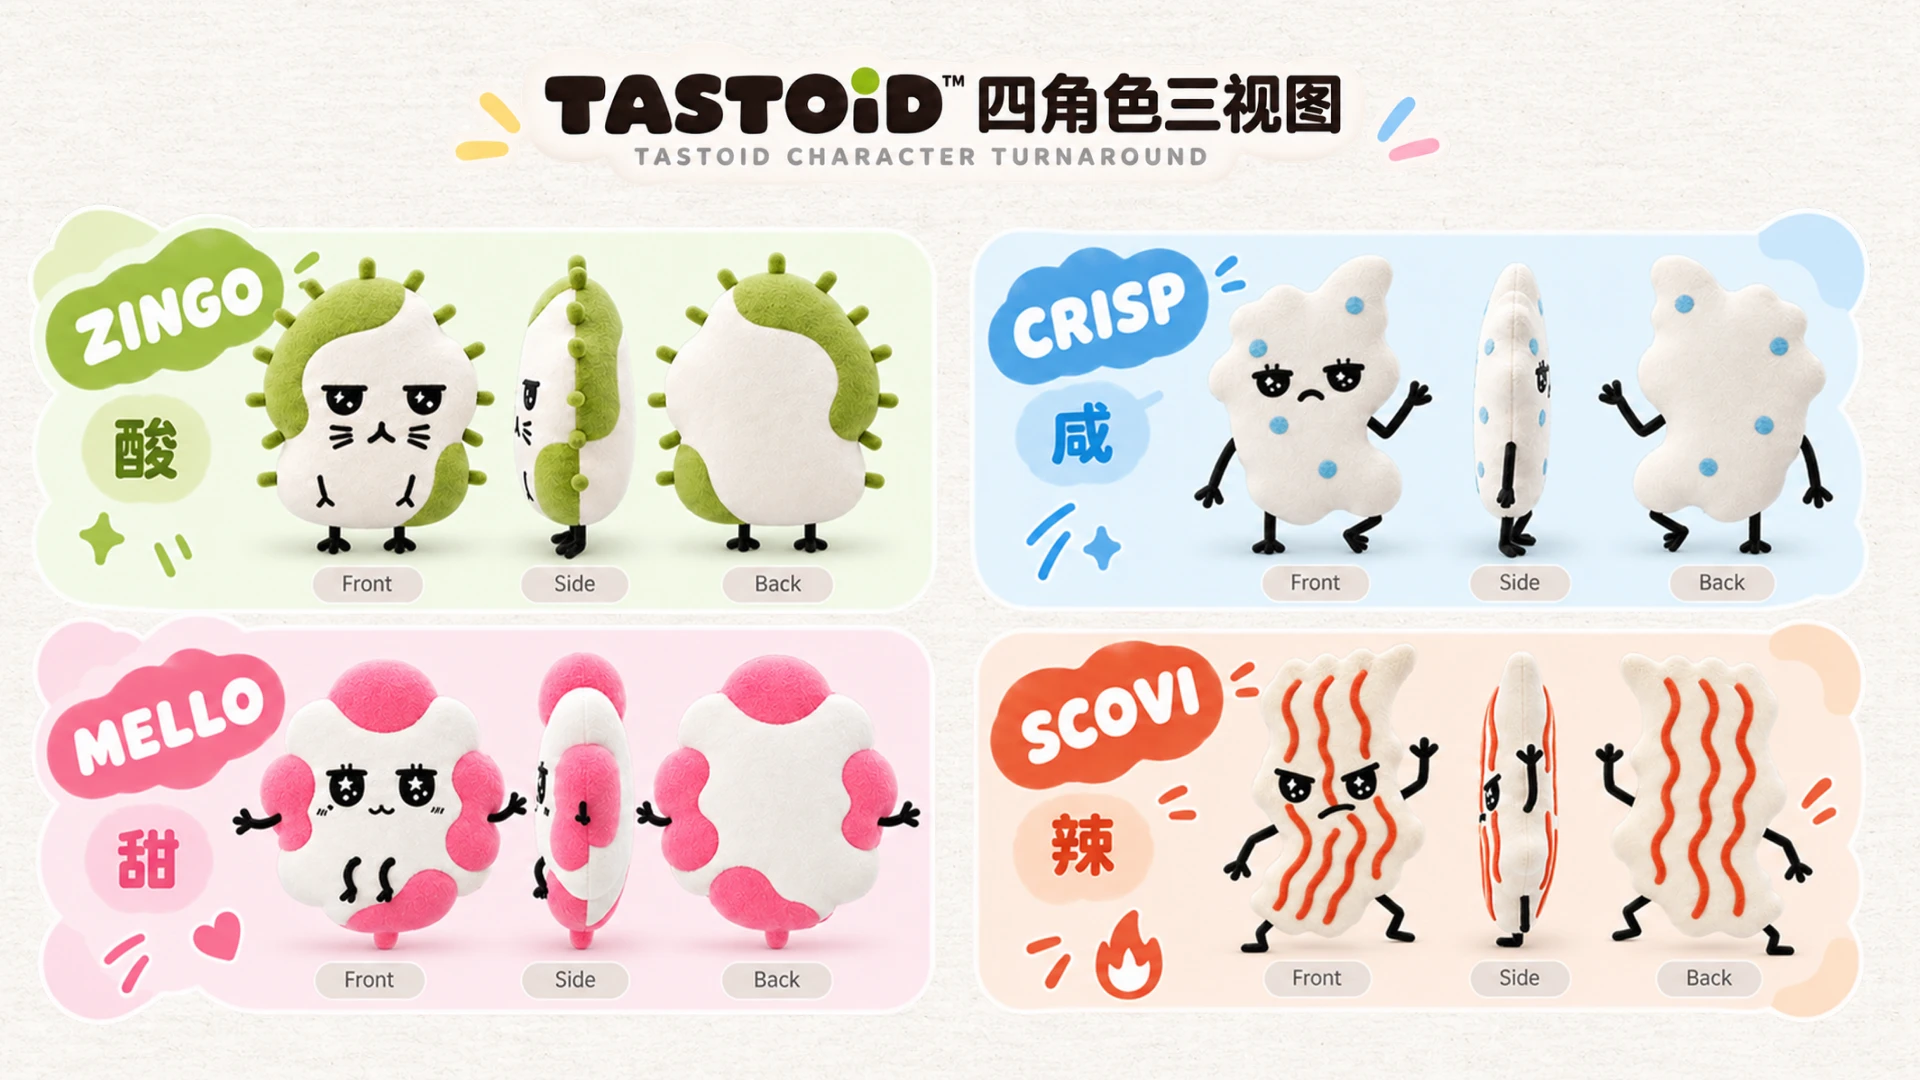 TASTOiD™ 四角色三视图
TASTOID CHARACTER TURNAROUND
ZINGO
酸
Front
Side
Back
CRISP
咸
Front
Side
Back
MELLO
甜
Front
Side
Back
SCOVI
辣
Front
Side
Back